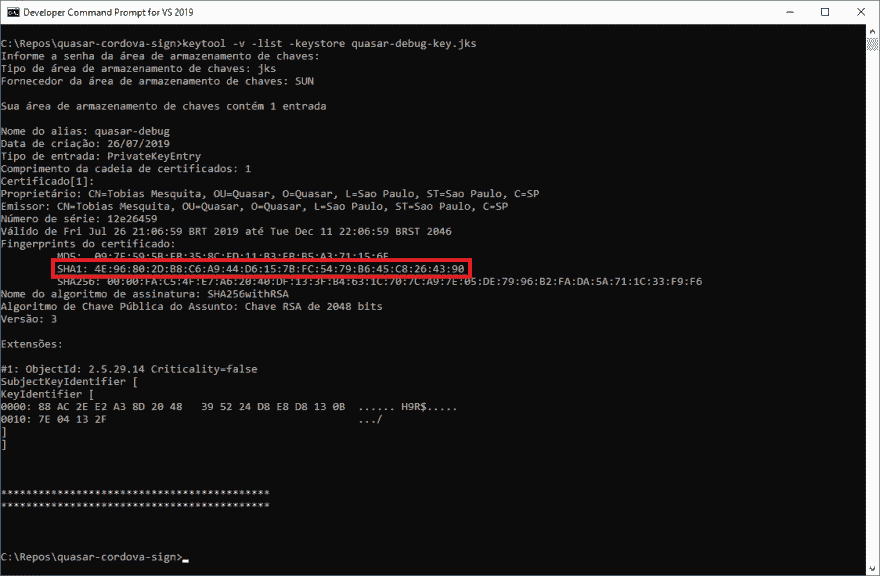 Developer Command Prompt for VS 2019
C:\Repos\quasar-cordova-sign>keytool -v -list -keystore quasar-debug-key.jks
Informe a senha da área de armazenamento de chaves:
Tipo de área de armazenamento de chaves: jks
Fornecedor da área de armazenamento de chaves: SUN
Sua área de armazenamento de chaves contém 1 entrada
Nome do alias: quasar-debug
Data de criação: 26/07/2019
Tipo de entrada: PrivateKeyEntry
Comprimento da cadeia de certificados: 1
Certificado[1]:
Proprietário: CN=Tobias Mesquita, OU=Quasar, O=Quasar, L=Sao Paulo, ST=Sao Paulo, C=SP
Emissor: CN=Tobias Mesquita, OU=Quasar, O=Quasar, L=Sao Paulo, ST=Sao Paulo, C=SP
Número de série: 12e26459
Válido de Fri Jul 26 21:06:59 BRT 2019 até Tue Dec 11 22:06:59 BRST 2046
Fingerprints do certificado:
MD5: 09:7E:59:5B:EB:35:8C:ED:11:B3:EB:B5:A3:71:15:6F
SHA1: 4E:96:80:2D:B8:C6:A9:44:D6:15:7B:FC:54:79:B6:45:C8:26:43:90
SHA256: 00:00:FA:C5:4F:E7:A6:20:40:DF:13:3F:B4:63:1C:70:7C:A9:7E:05:DE:79:96:B2:FA:DA:5A:71:1C:33:F9:F6
Nome do algoritmo de assinatura: SHA256withRSA
Algoritmo de Chave Pública do Assunto: Chave RSA de 2048 bits
Versão: 3
Extensões:
#1: ObjectId: 2.5.29.14 Criticality=false
SubjectKeyIdentifier [
KeyIdentifier [
0000: 88 AC 2E E2 A3 8D 20 48   39 52 24 D8 E8 D8 13 0B  ...... H9R$.....
0010: 7E 04 13 2F                                        .../
]
]
*******************************************
*******************************************
C:\Repos\quasar-cordova-sign>